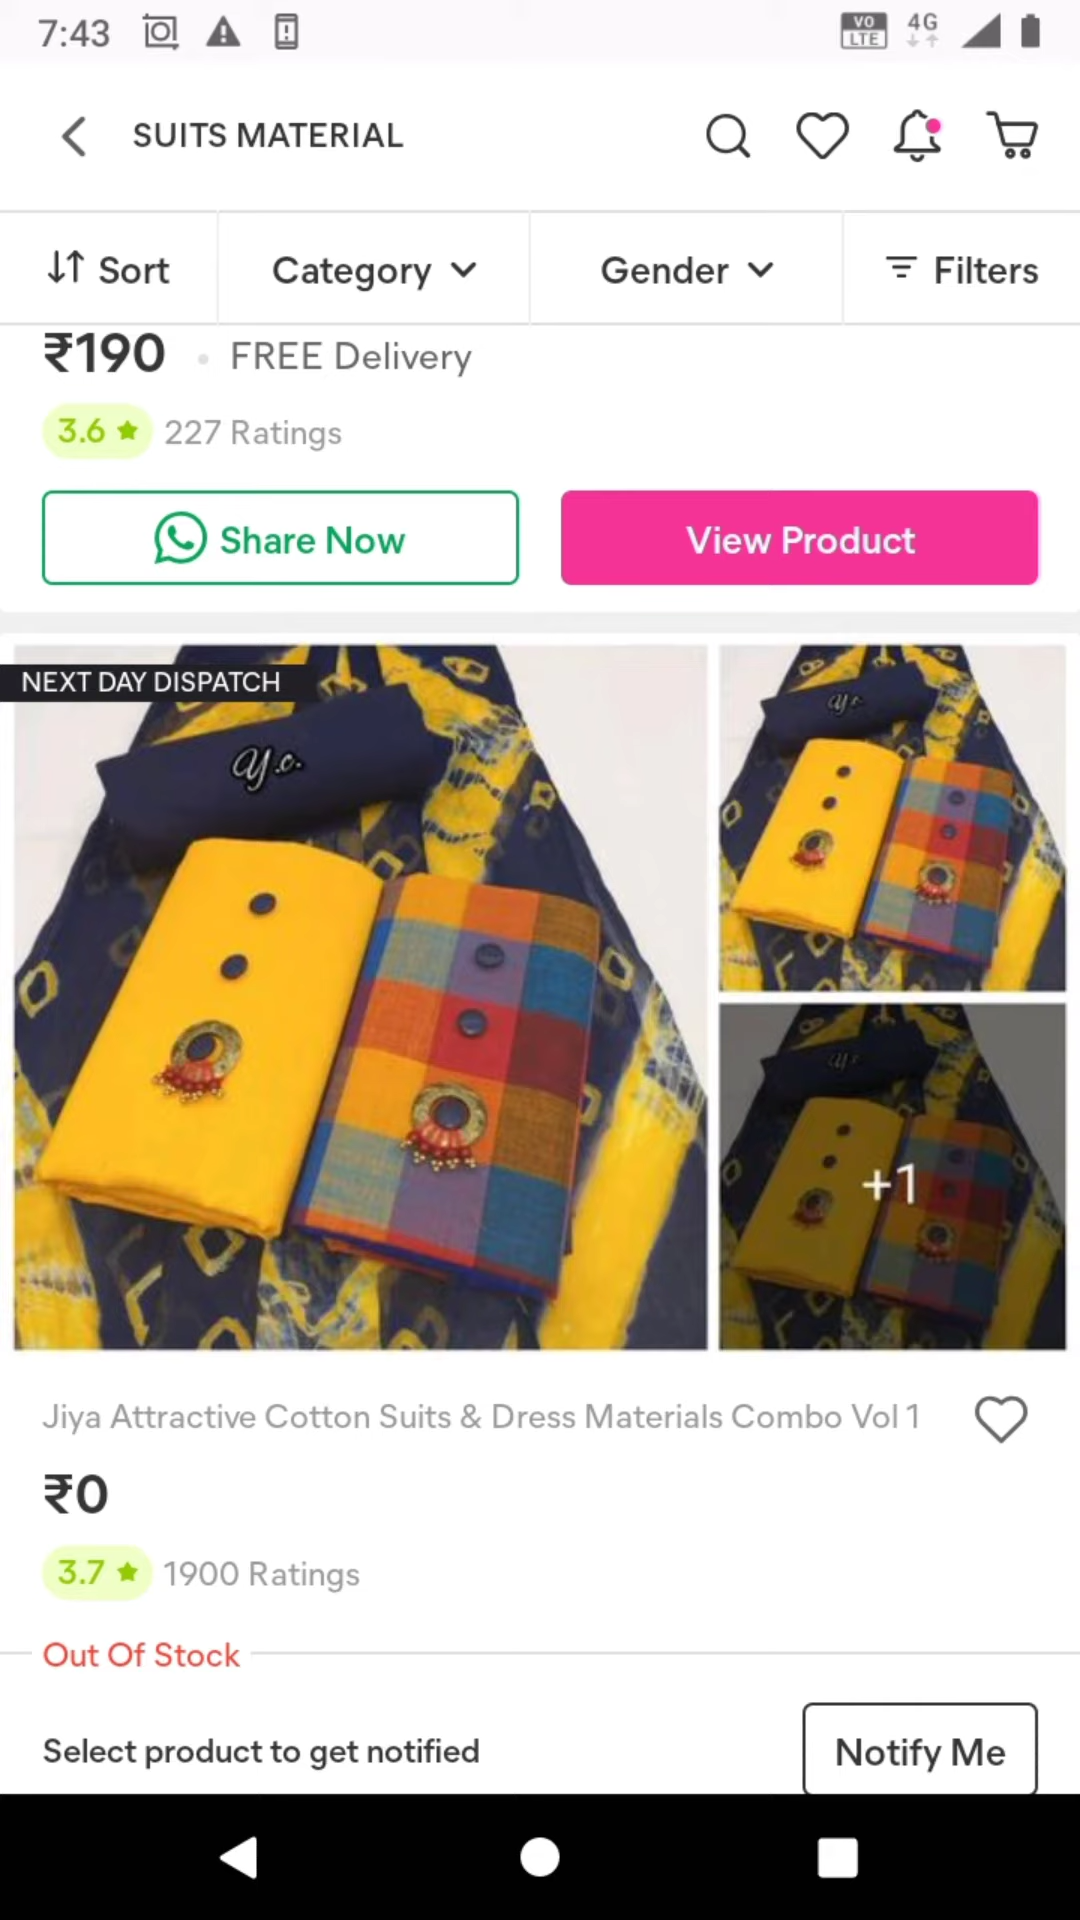 7:43
VO
LTE
4G
SUITS MATERIAL
Sort
Category
Gender
Filters
₹190
FREE Delivery
3.6
227 Ratings
Share Now
View Product
NEXT DAY DISPATCH
y.c.
+1
Jiya Attractive Cotton Suits & Dress Materials Combo Vol 1
₹0
3.7
1900 Ratings
Out Of Stock
Select product to get notified
Notify Me